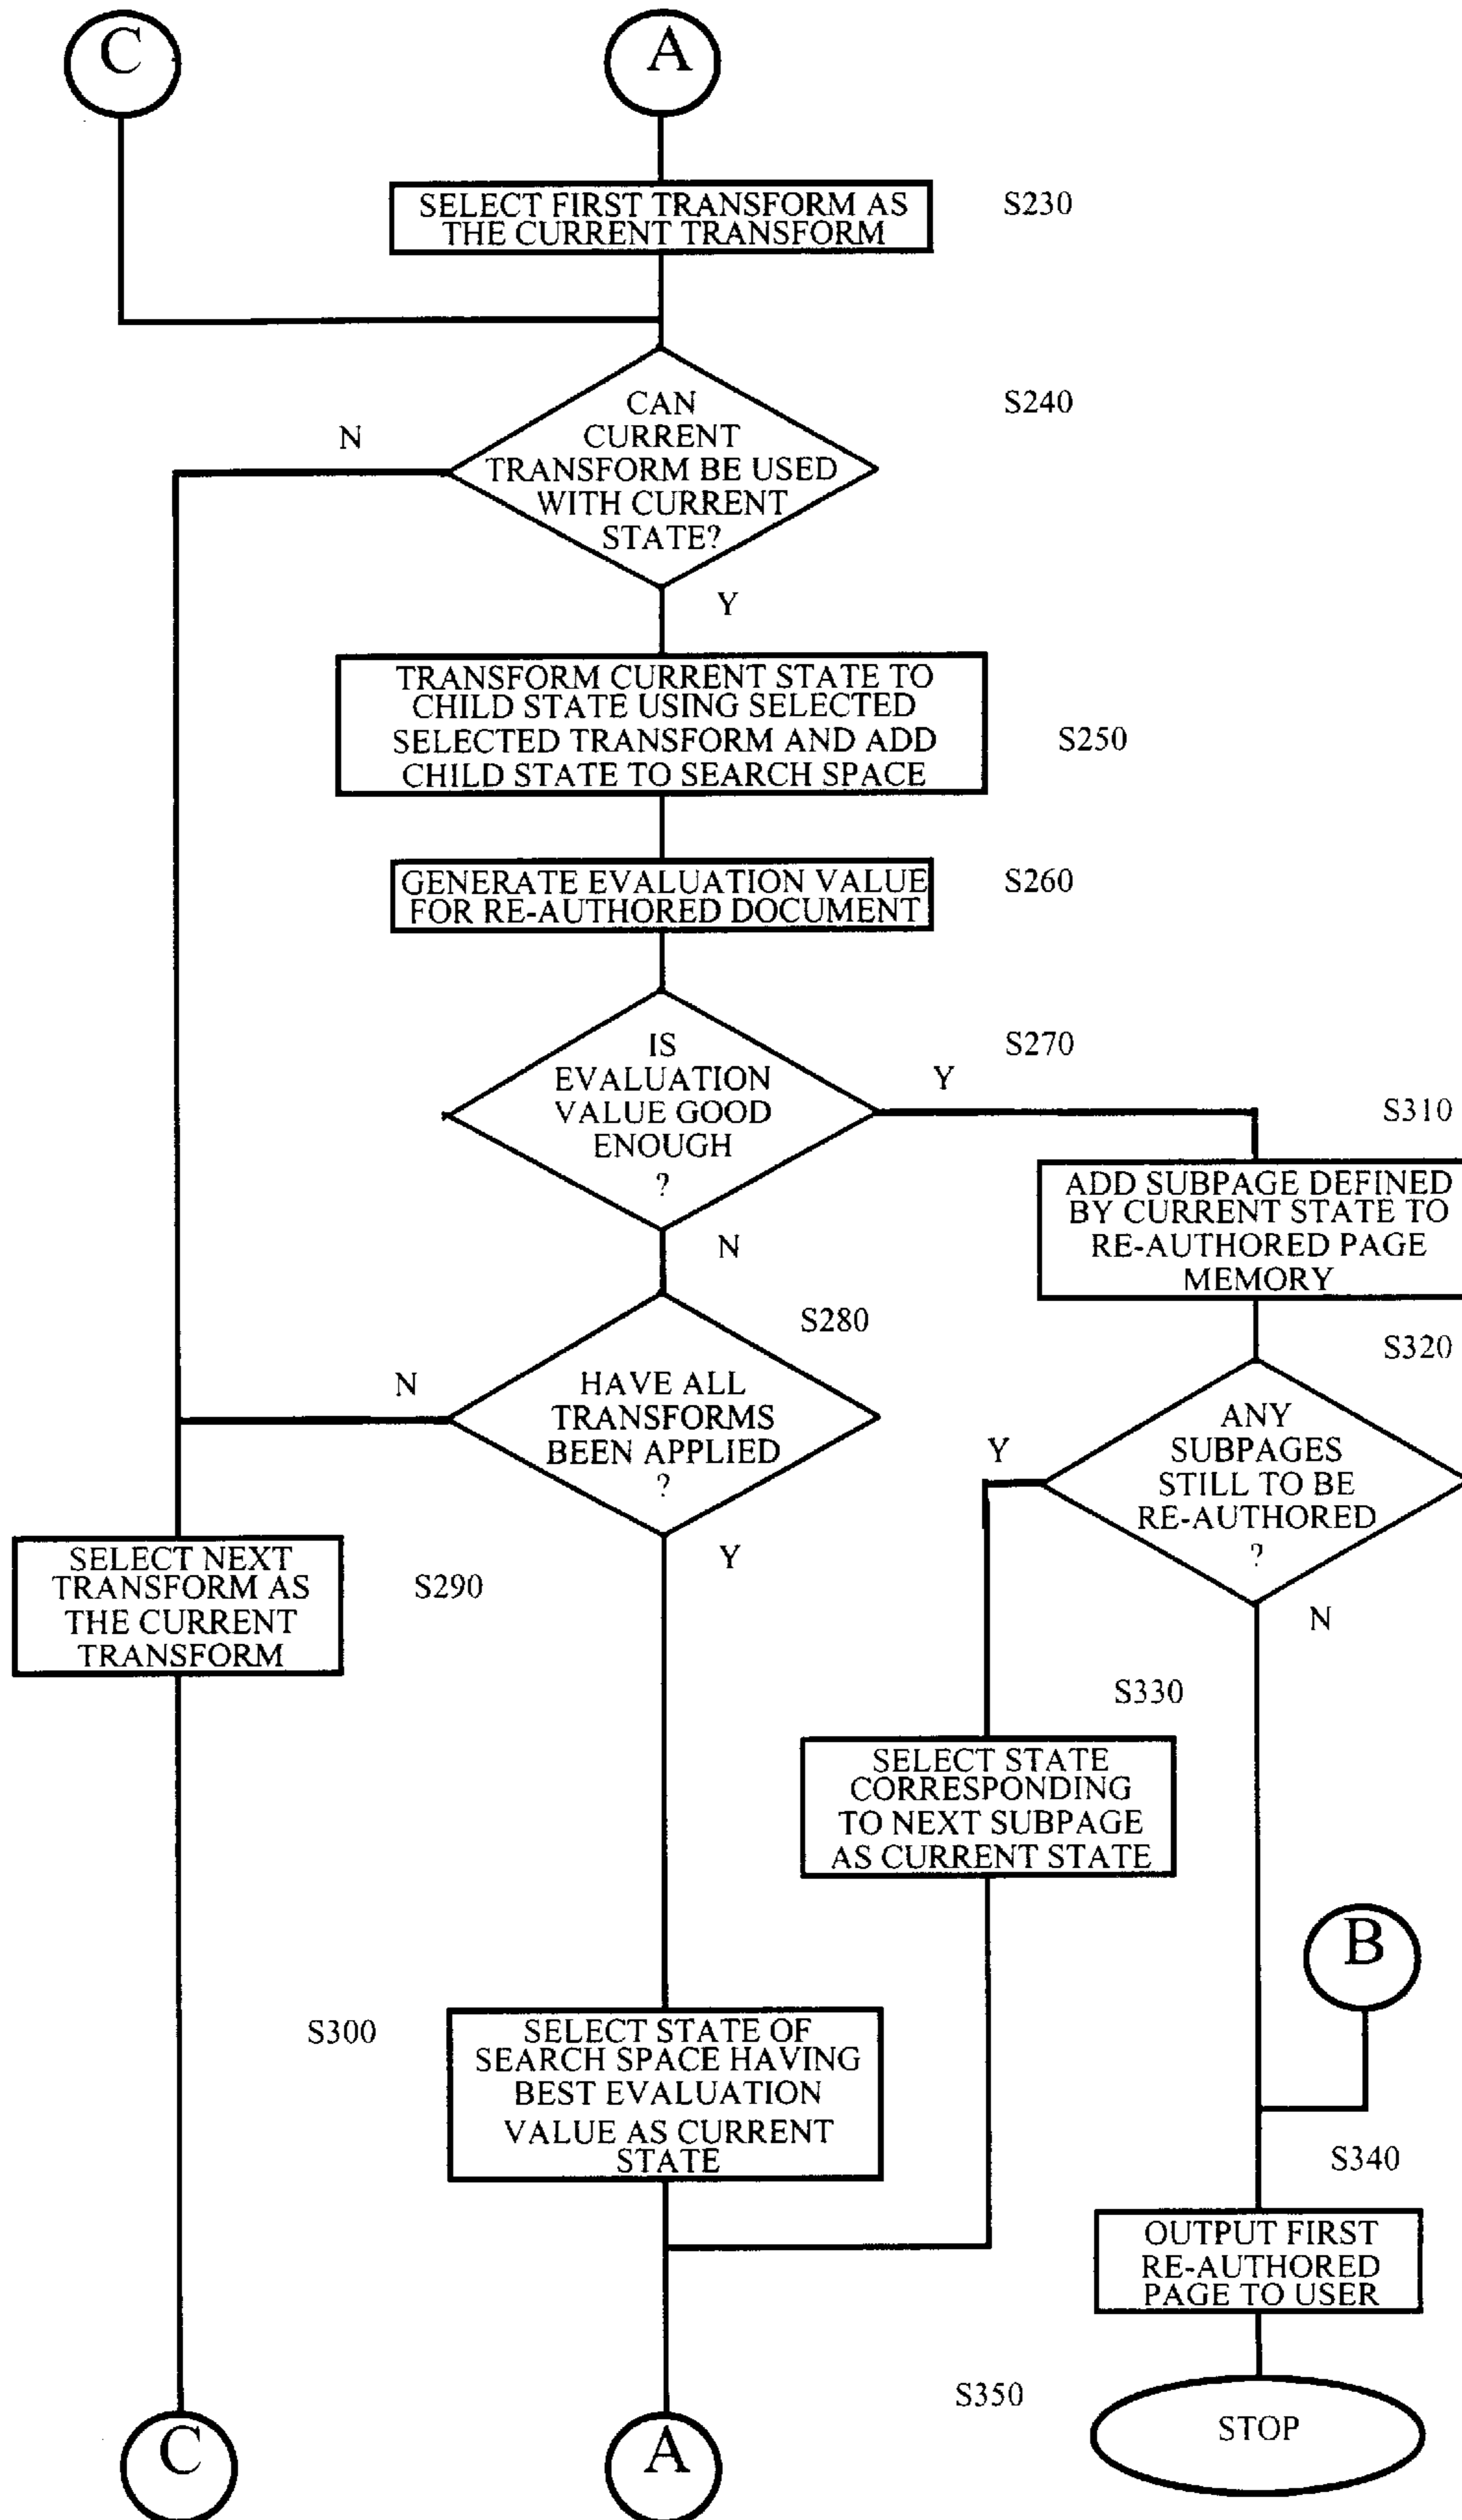 C
A
SELECT FIRST TRANSFORM AS
THE CURRENT TRANSFORM
S230
CAN
CURRENT
TRANSFORM BE USED
WITH CURRENT
STATE?
S240
N
Y
TRANSFORM CURRENT STATE TO
CHILD STATE USING SELECTED
SELECTED TRANSFORM AND ADD
CHILD STATE TO SEARCH SPACE
S250
GENERATE EVALUATION VALUE
FOR RE-AUTHORED DOCUMENT
S260
IS
EVALUATION
VALUE GOOD
ENOUGH
?
S270
Y
N
S310
ADD SUBPAGE DEFINED
BY CURRENT STATE TO
RE-AUTHORED PAGE
MEMORY
S280
HAVE ALL
TRANSFORMS
BEEN APPLIED
?
N
Y
S320
ANY
SUBPAGES
STILL TO BE
RE-AUTHORED
?
Y
N
SELECT NEXT
TRANSFORM AS
THE CURRENT
TRANSFORM
S290
S330
SELECT STATE
CORRESPONDING
TO NEXT SUBPAGE
AS CURRENT STATE
B
S300
SELECT STATE OF
SEARCH SPACE HAVING
BEST EVALUATION
VALUE AS CURRENT
STATE
S340
OUTPUT FIRST
RE-AUTHORED
PAGE TO USER
S350
STOP
C
A